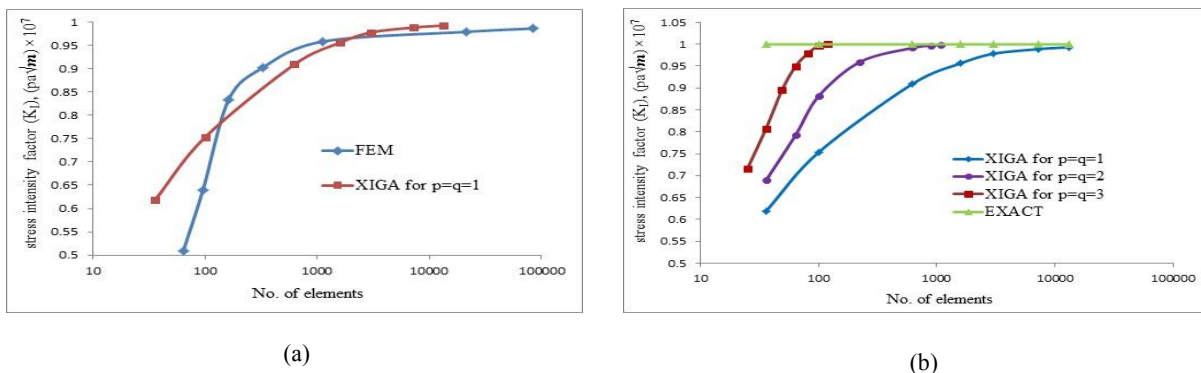 stress intensity factor (K_I), (pa√m) × 10^7
1
0.95
0.9
0.85
0.8
0.75
0.7
0.65
0.6
0.55
0.5
FEM
XIGA for p=q=1
10
100
1000
10000
100000
No. of elements
(a)
stress intensity factor (K_I), (pa√m) × 10^7
1.05
1
0.95
0.9
0.85
0.8
0.75
0.7
0.65
0.6
0.55
0.5
XIGA for p=q=1
XIGA for p=q=2
XIGA for p=q=3
EXACT
10
100
1000
10000
100000
No. of elements
(b)